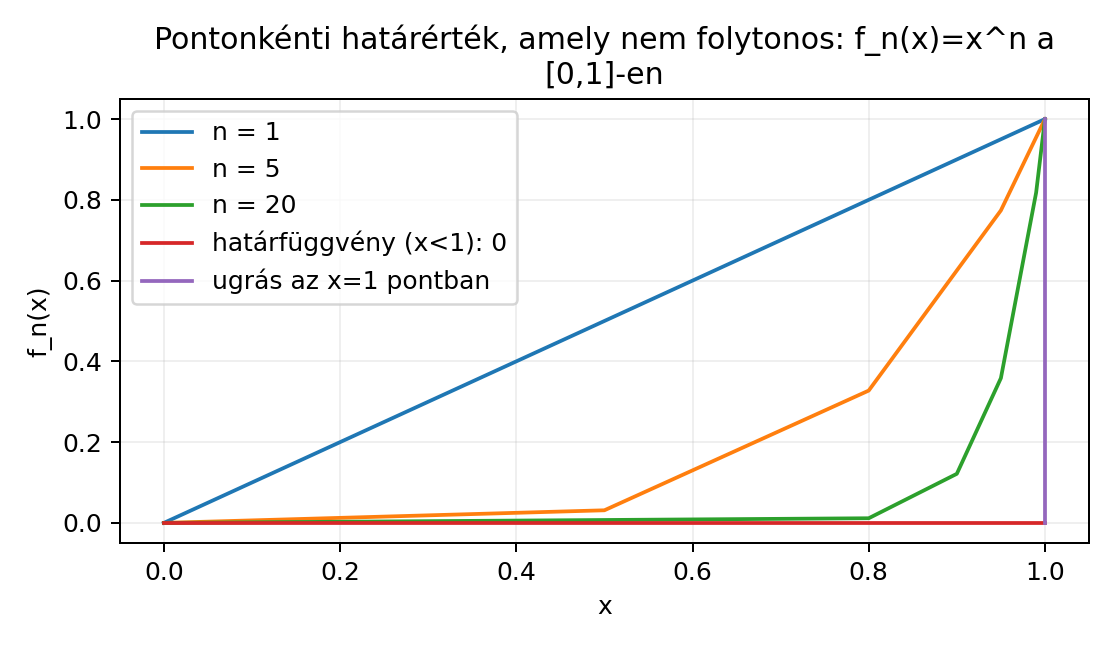 Pontonkénti határérték, amely nem folytonos: f_n(x)=x^n a
[0,1]-en
n = 1
n = 5
n = 20
határfüggvény (x<1): 0
ugrás az x=1 pontban
f_n(x)
1.0
0.8
0.6
0.4
0.2
0.0
0.0 0.2 0.4 0.6 0.8 1.0
x